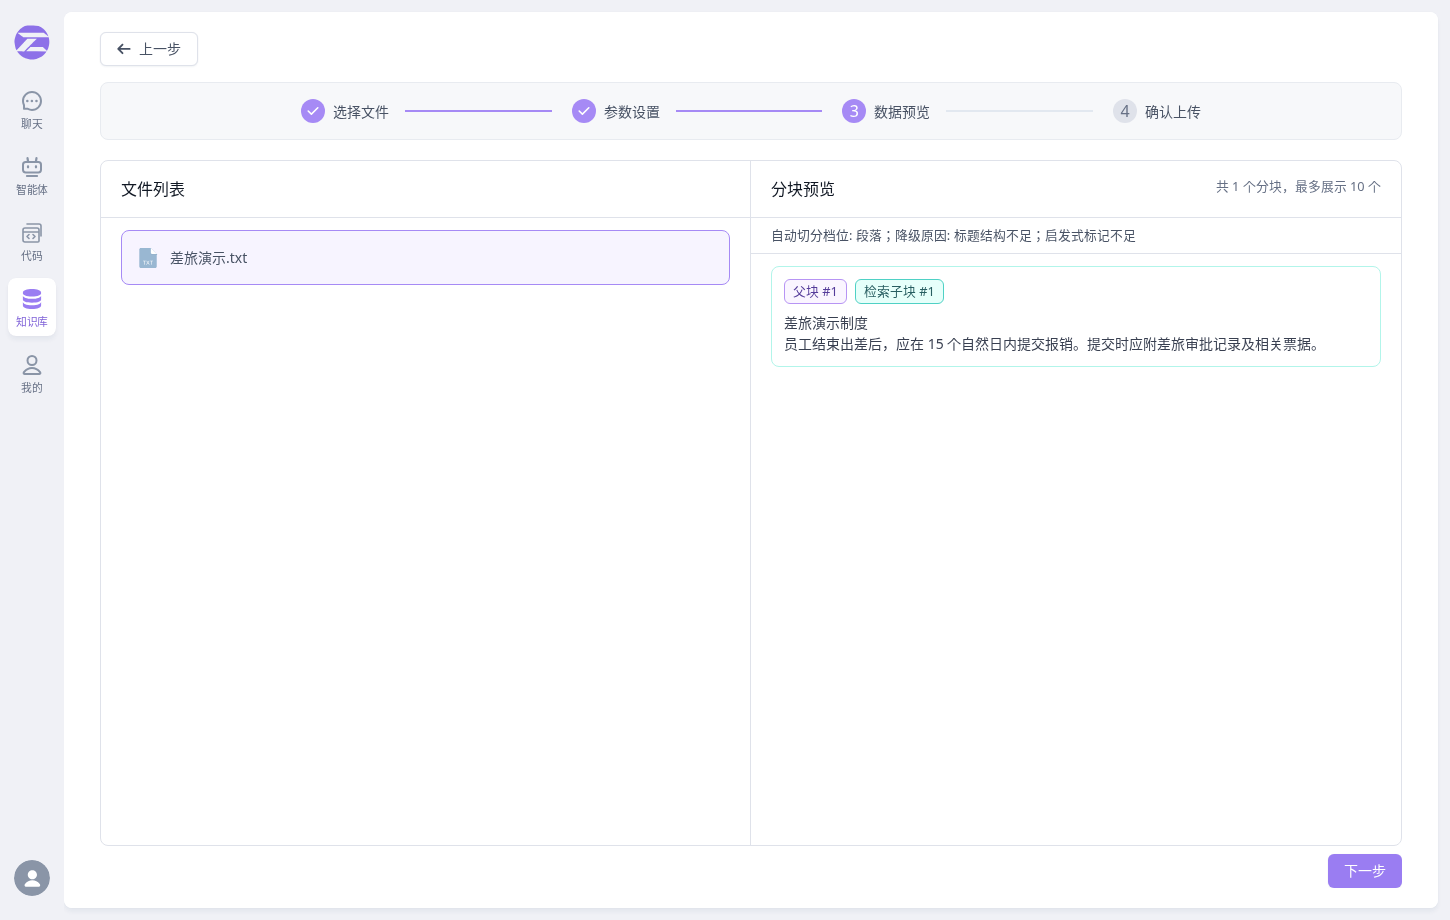 上一步
选择文件
参数设置
3 数据预览
4 确认上传
聊天
智能体
代码
知识库
我的
文件列表
TXT 差旅演示.txt
分块预览
共 1 个分块，最多展示 10 个
自动切分档位: 段落；降级原因: 标题结构不足；启发式标记不足
父块 #1 检索子块 #1
差旅演示制度
员工结束出差后，应在 15 个自然日内提交报销。提交时应附差旅审批记录及相关票据。
下一步